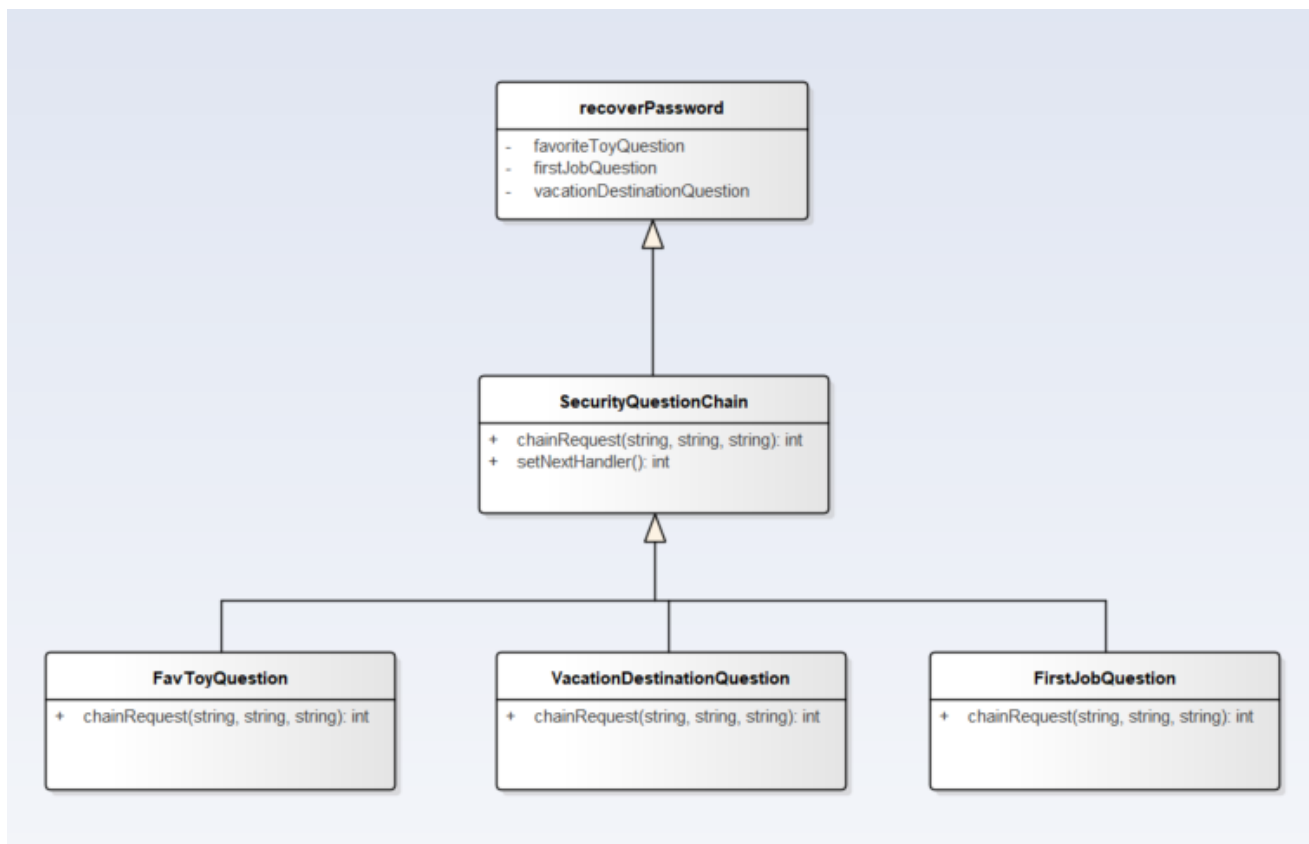 recoverPassword
- favoriteToyQuestion
- firstJobQuestion
- vacationDestinationQuestion
SecurityQuestionChain
+ chainRequest(string, string, string): int
+ setNextHandler(): int
FavToyQuestion
+ chainRequest(string, string, string): int
VacationDestinationQuestion
+ chainRequest(string, string, string): int
FirstJobQuestion
+ chainRequest(string, string, string): int